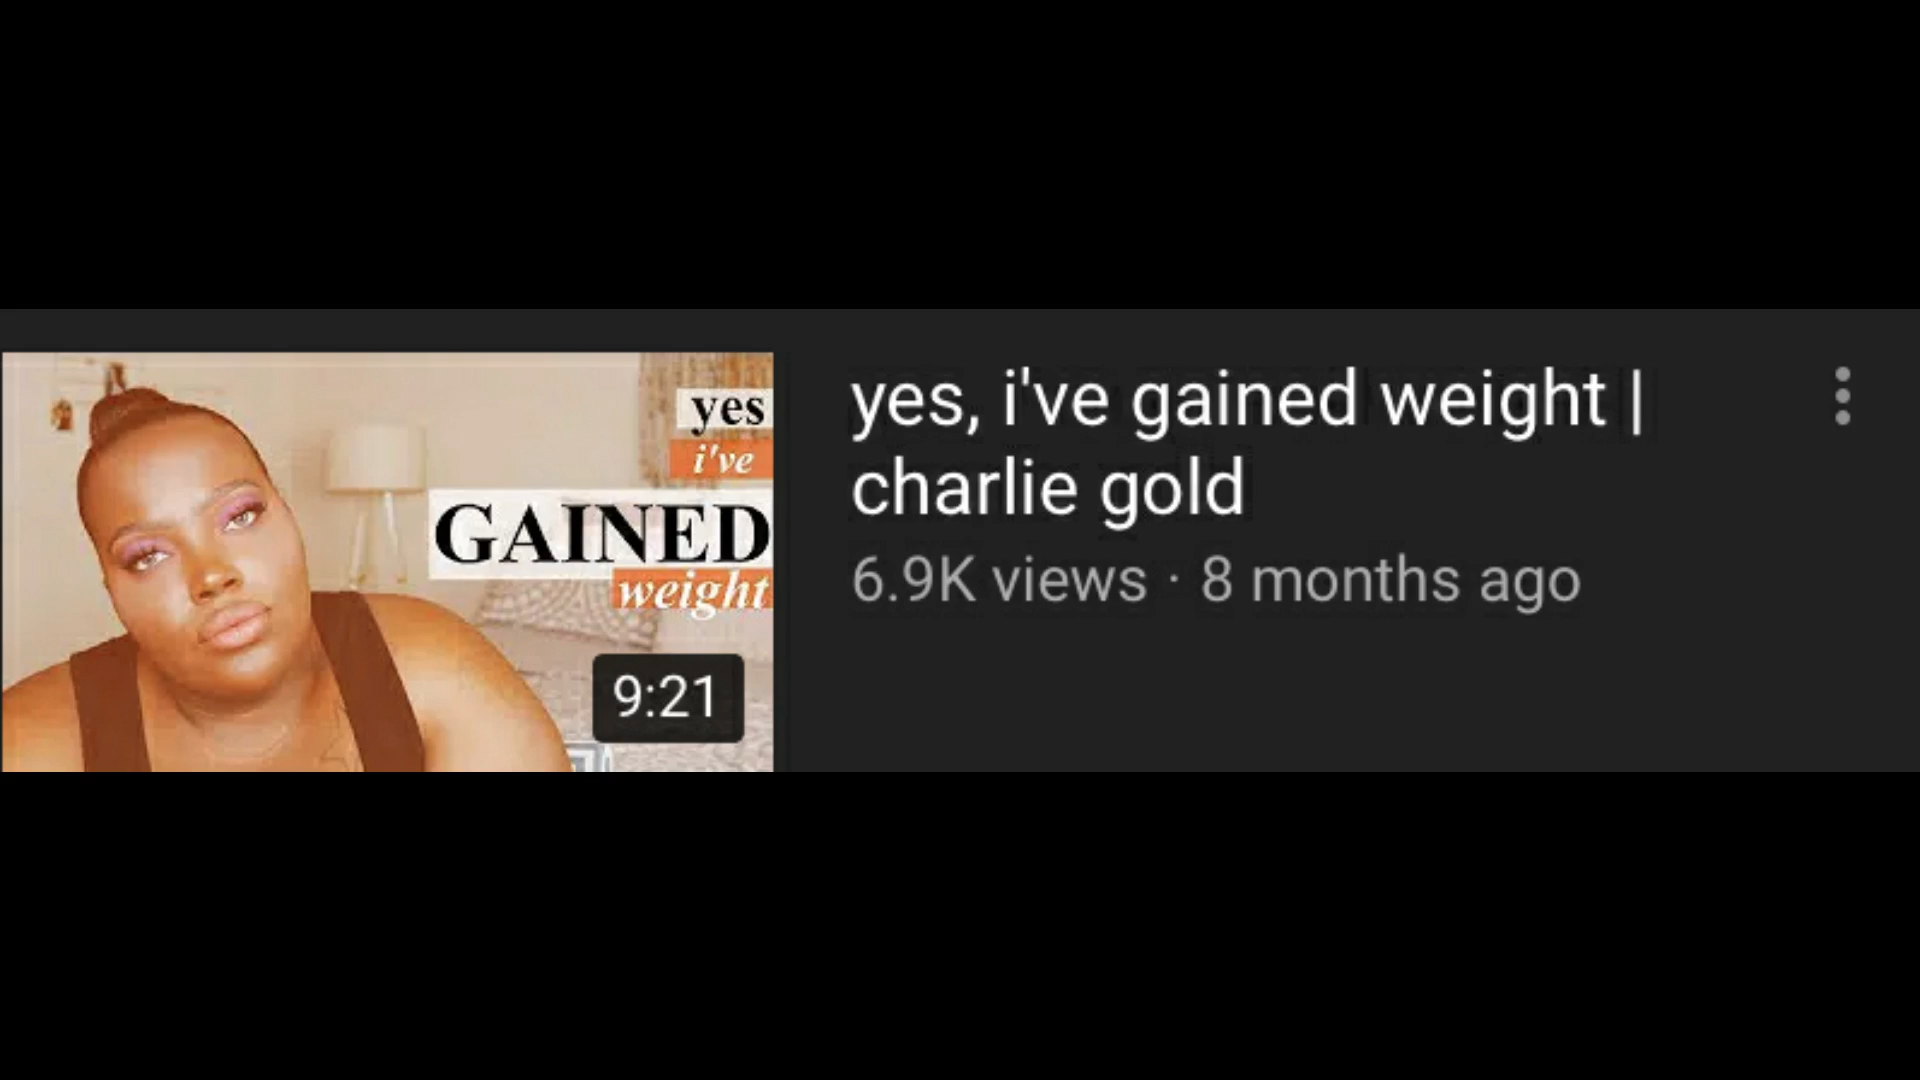 yes
i've
GAINED
weight
9:21
yes, i've gained weight |
charlie gold
6.9K views · 8 months ago